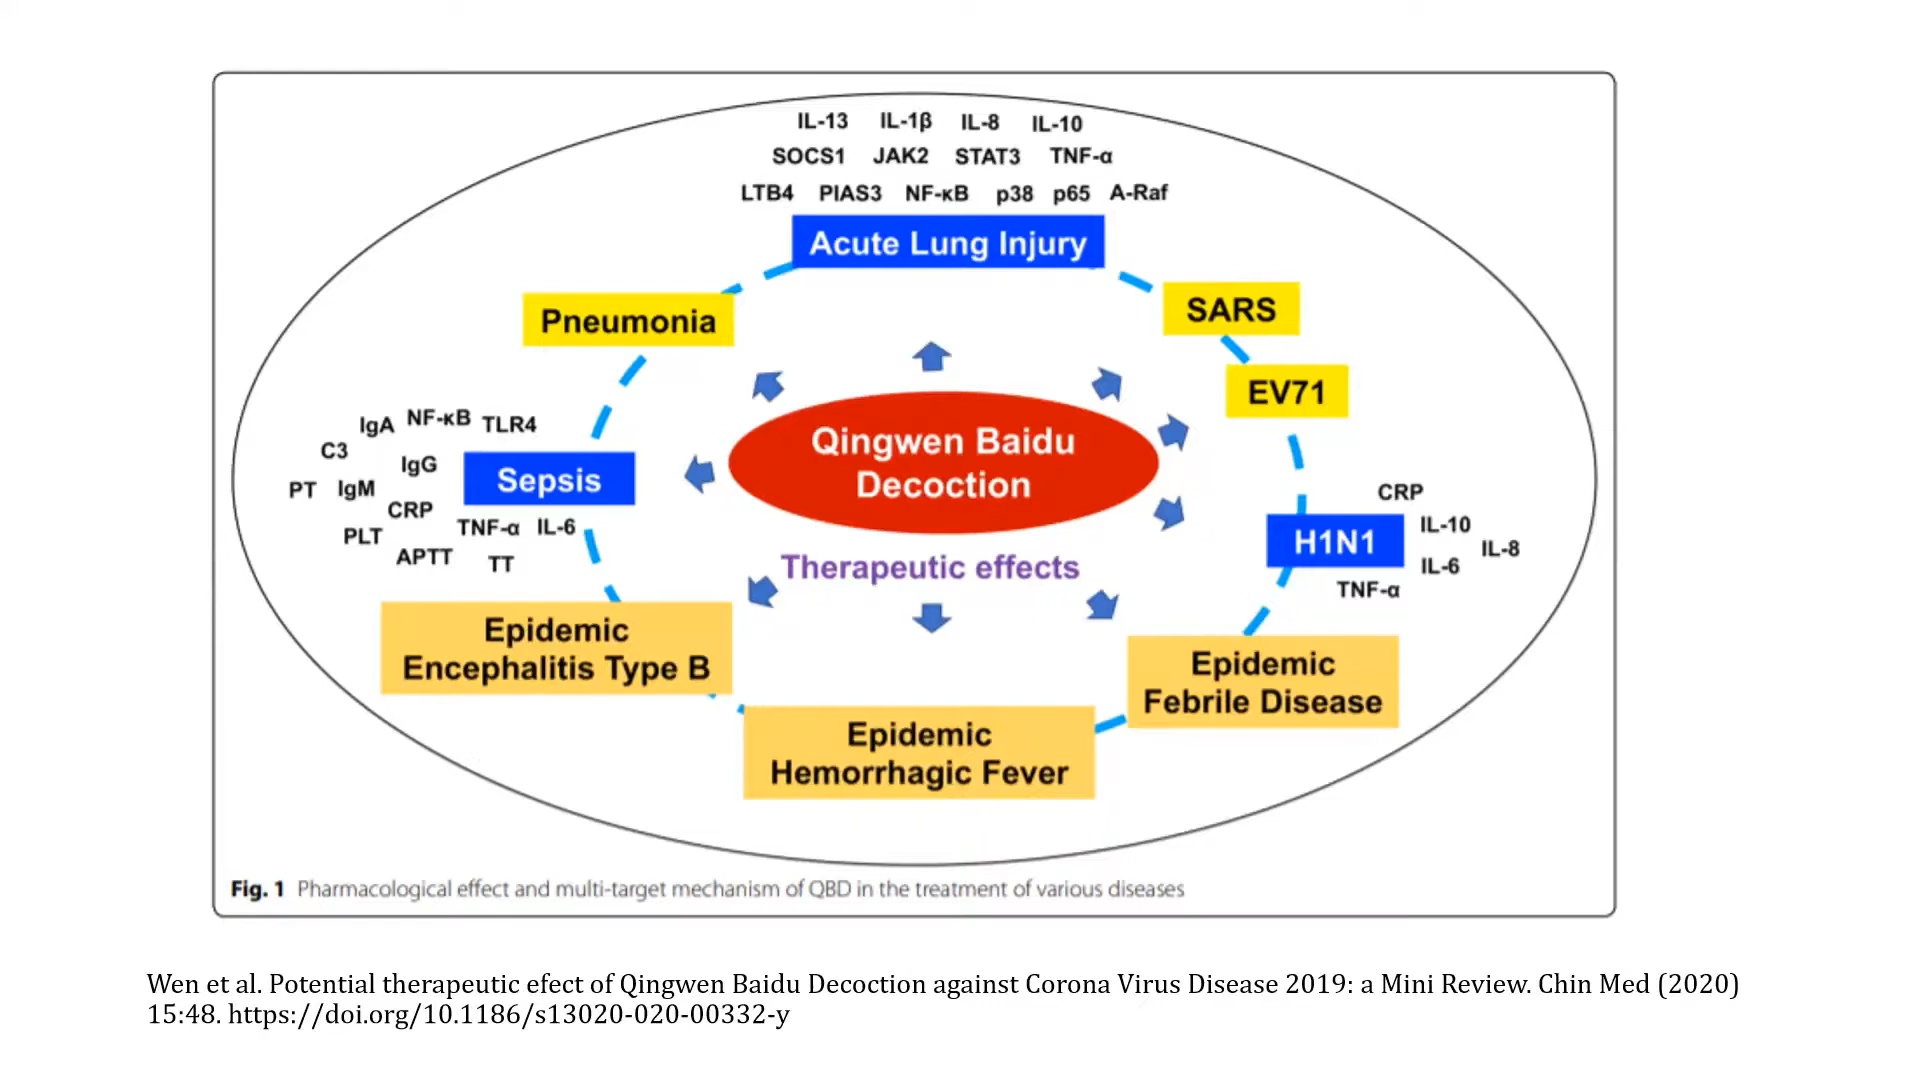 IL-13 IL-1β IL-8 IL-10
SOCS1 JAK2 STAT3 TNF-α
LTB4 PIAS3 NF-κB p38 p65 A-Raf
Acute Lung Injury
Pneumonia
SARS
EV71
IgA NF-κB TLR4
C3
IgG
PT IgM
CRP
PLT
TNF-α IL-6
APTT
TT
Sepsis
Qingwen Baidu
Decoction
Therapeutic effects
CRP
IL-10
IL-8
IL-6
TNF-α
H1N1
Epidemic
Encephalitis Type B
Epidemic
Febrile Disease
Epidemic
Hemorrhagic Fever
Fig. 1 Pharmacological effect and multi-target mechanism of QBD in the treatment of various diseases
Wen et al. Potential therapeutic efect of Qingwen Baidu Decoction against Corona Virus Disease 2019: a Mini Review. Chin Med (2020)
15:48. https://doi.org/10.1186/s13020-020-00332-y